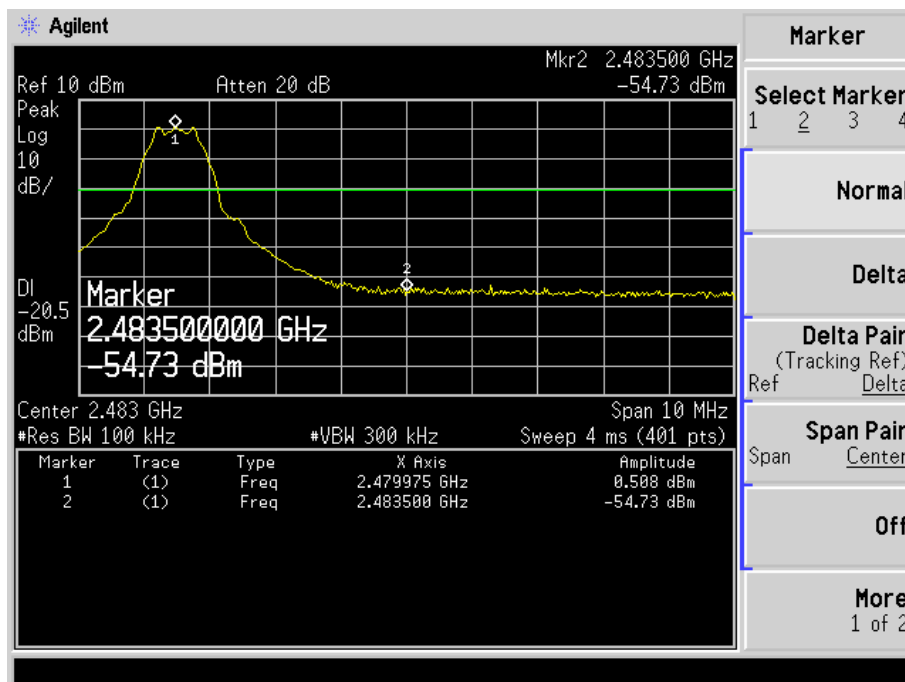 Agilent
Marker
Mkr2 2.483500 GHz
Ref 10 dBm Atten 20 dB -54.73 dBm
Peak
Log
10
dB/
1
2
DI
-20.5
dBm
Marker
2.483500000 GHz
-54.73 dBm
Center 2.483 GHz Span 10 MHz
#Res BW 100 kHz #VBW 300 kHz Sweep 4 ms (401 pts)
Marker Trace Type X Axis Amplitude
1 (1) Freq 2.479975 GHz 0.508 dBm
2 (1) Freq 2.483500 GHz -54.73 dBm
Select Marker
1 2 3 4
Normal
Delta
Delta Pair
(Tracking Ref)
Ref Delta
Span Pair
Span Center
Off
More
1 of 2